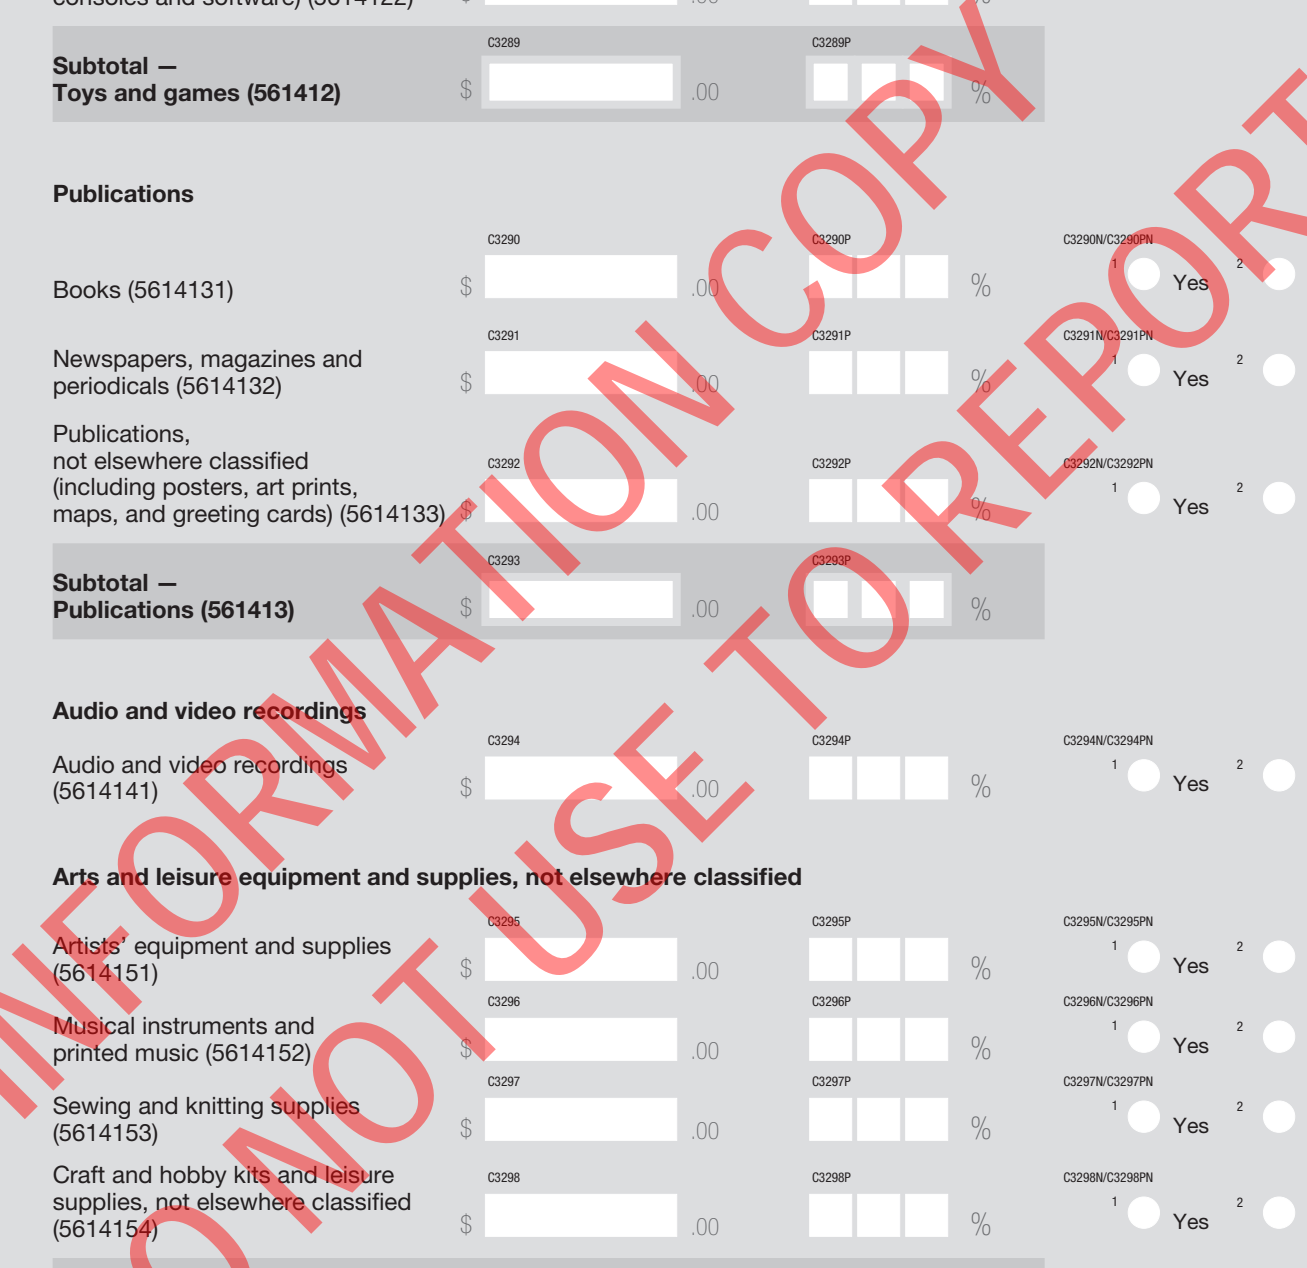 consoles and software) (5614122) $ .00 %
C3289 C3289P
Subtotal —
Toys and games (561412) $ .00 %
Publications
C3290 C3290P C3290N/C3290PN
Books (5614131) $ .00 % 1 Yes 2
C3291 C3291P C3291N/C3291PN
Newspapers, magazines and
periodicals (5614132) $ .00 % 1 Yes 2
Publications,
not elsewhere classified
C3292 C3292P C3292N/C3292PN
(including posters, art prints,
maps, and greeting cards) (5614133) $ .00 % 1 Yes 2
C3293 C3293P
Subtotal —
Publications (561413) $ .00 %
Audio and video recordings
C3294 C3294P C3294N/C3294PN
Audio and video recordings
(5614141) $ .00 % 1 Yes 2
Arts and leisure equipment and supplies, not elsewhere classified
C3295 C3295P C3295N/C3295PN
Artists’ equipment and supplies
(5614151) $ .00 % 1 Yes 2
C3296 C3296P C3296N/C3296PN
Musical instruments and
printed music (5614152) $ .00 % 1 Yes 2
C3297 C3297P C3297N/C3297PN
Sewing and knitting supplies
(5614153) $ .00 % 1 Yes 2
C3298 C3298P C3298N/C3298PN
Craft and hobby kits and leisure
supplies, not elsewhere classified
(5614154) $ .00 % 1 Yes 2
INFORMATION COPY
O NOT USE TO REPORT